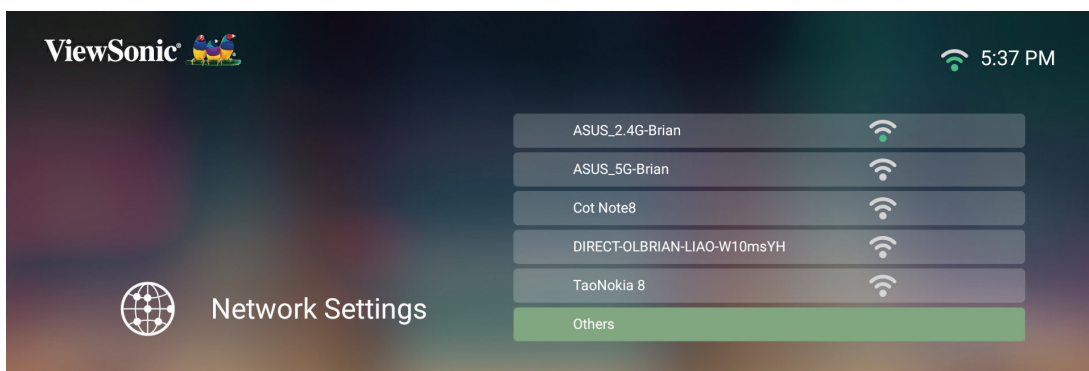 ViewSonic®
5:37 PM
ASUS_2.4G-Brian
ASUS_5G-Brian
Cot Note8
DIRECT-OLBRIAN-LIAO-W10msYH
TaoNokia 8
Others
Network Settings